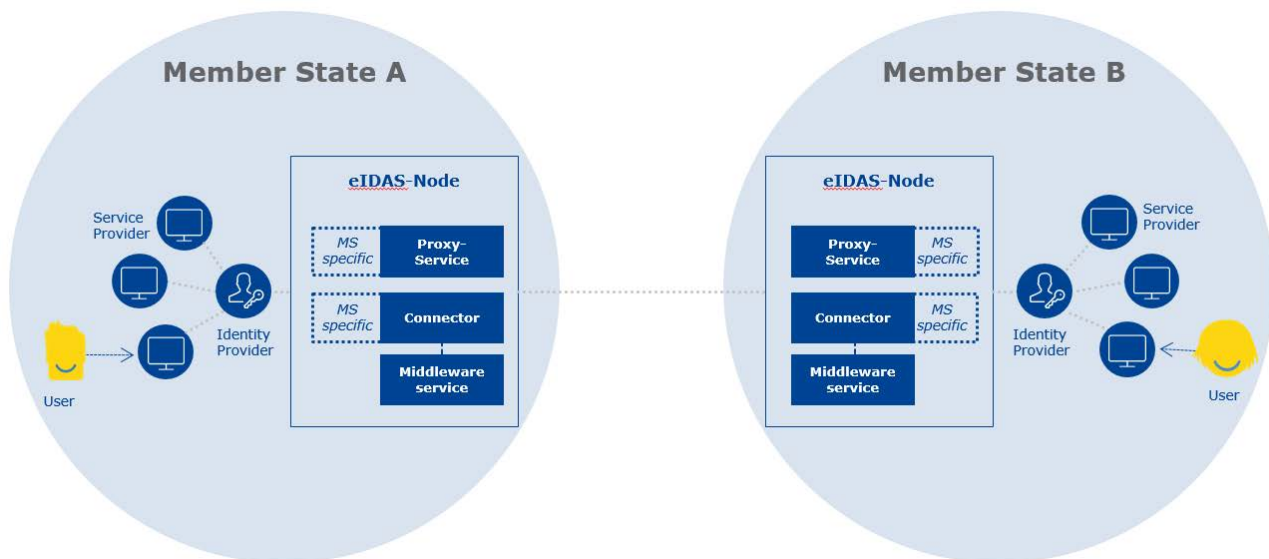 Member State A
eIDAS-Node
Service
Provider
MS
specific
Proxy-
Service
MS
specific
Connector
Identity
Provider
Middleware
service
User
Member State B
eIDAS-Node
Proxy-
Service
MS
specific
Service
Provider
Connector
MS
specific
Identity
Provider
Middleware
service
User